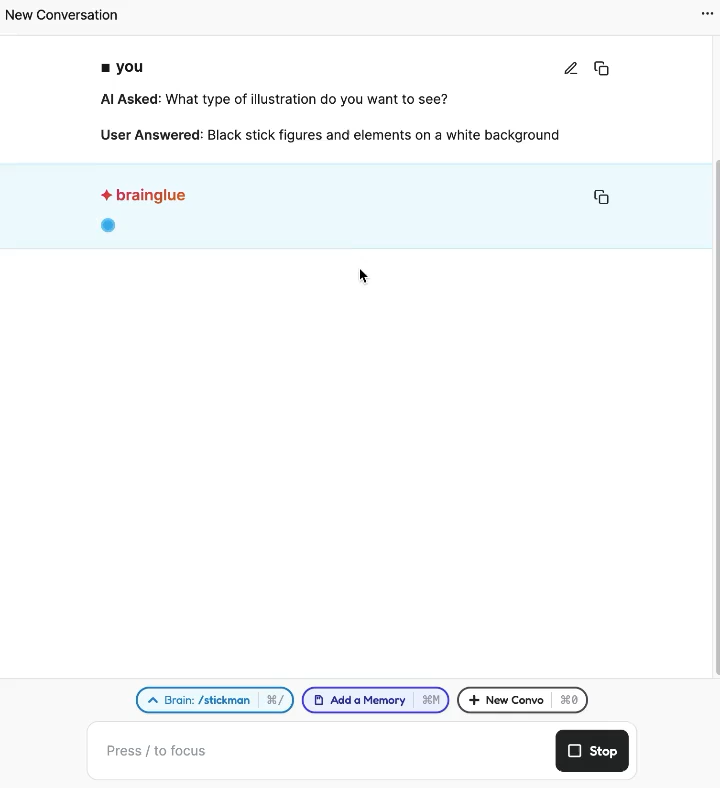 New Conversation
you
AI Asked: What type of illustration do you want to see?
User Answered: Black stick figures and elements on a white background
brainglue
Brain: /stickman ⌘/ Add a Memory ⌘M New Convo ⌘0
Press / to focus Stop